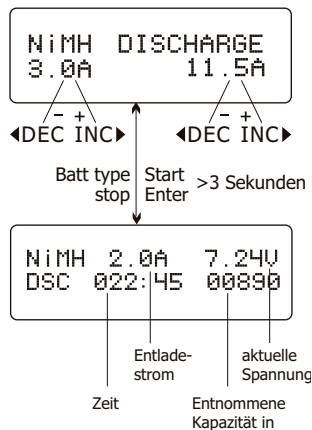 NiMH DISCHARGE
3.0A 11.5A
- + - +
◀DEC INC▶ ◀DEC INC▶
Batt type stop
Start Enter >3 Sekunden
NiMH 2.0A 7.24V
DSC 022:45 00890
Entlade-
strom
aktuelle
Spannung
Zeit
Entnommene
Kapazität in